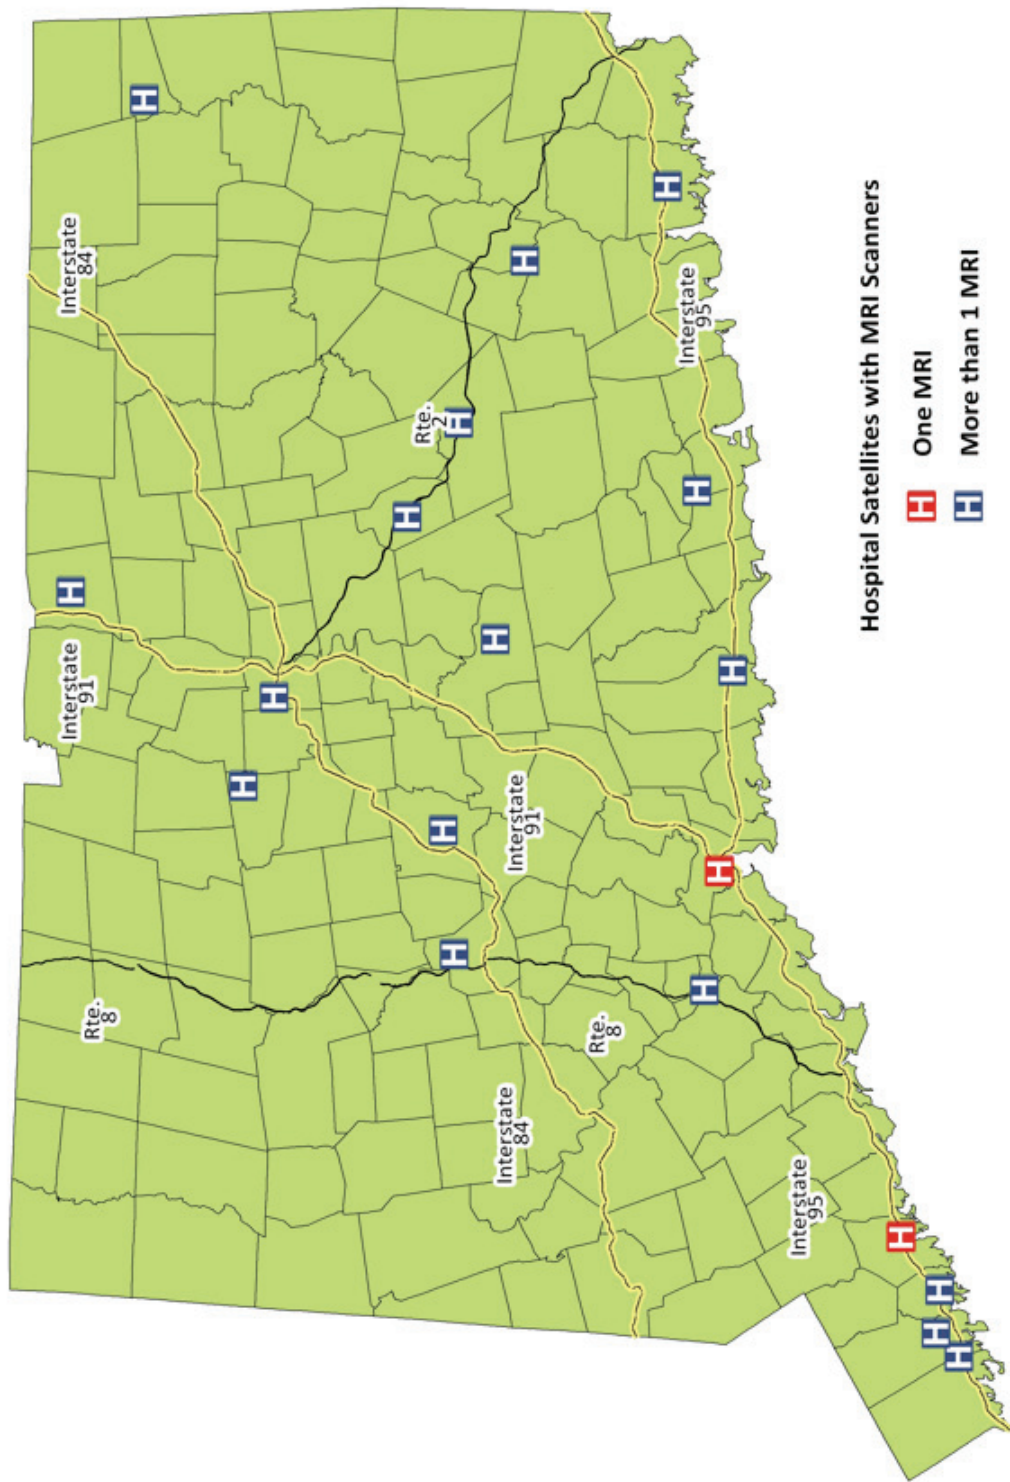 Interstate
91
Interstate
84
H
Rte.
8
H
H
H
H
Rte.
2
H
H
H
H
Interstate
84
Interstate
91
H
H
Rte.
8
H
Interstate
95
H
H
H
H
Interstate
95
H
H
H
H
Hospital Satellites with MRI Scanners
H One MRI
H More than 1 MRI